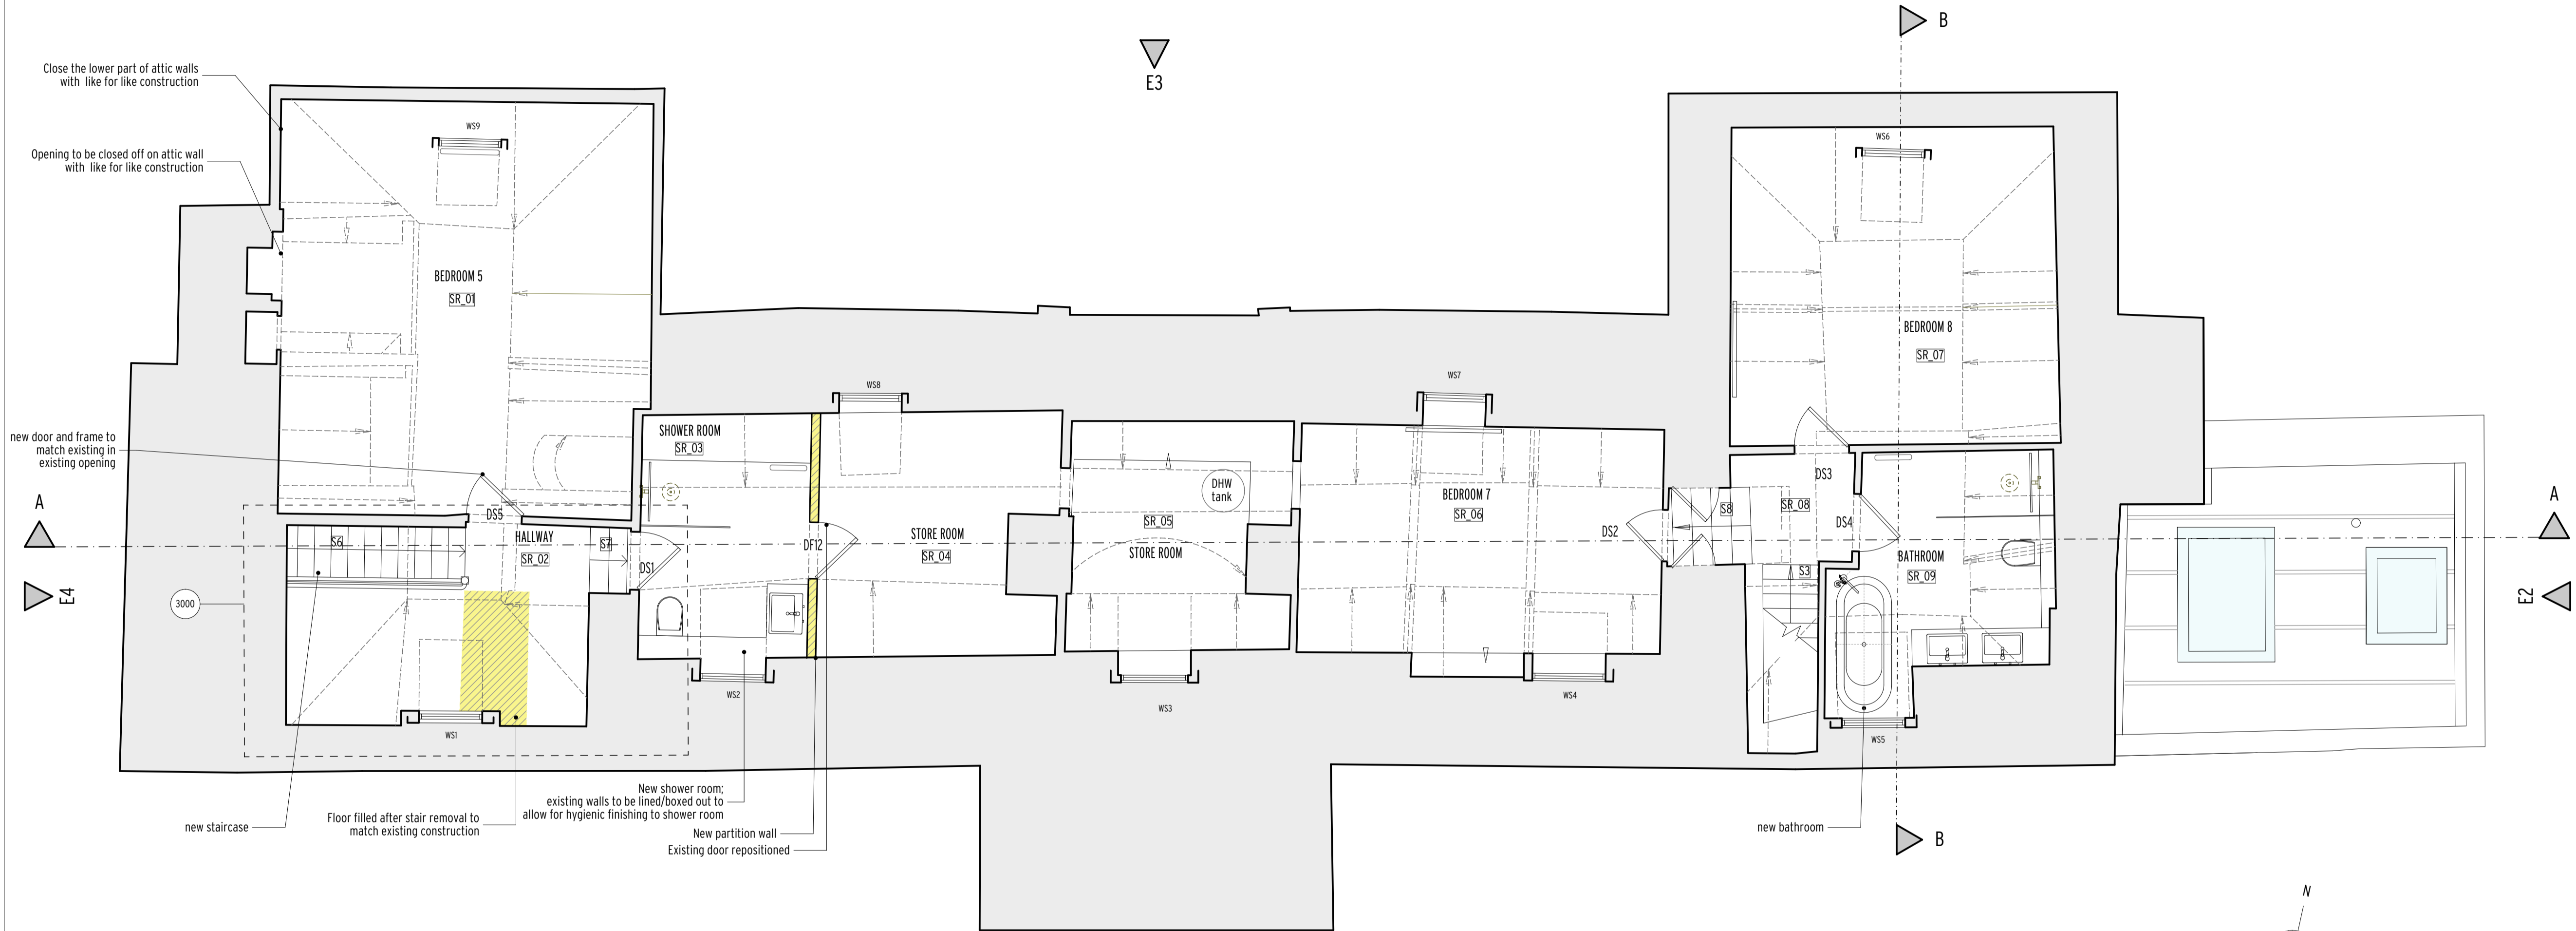 B
E3
Close the lower part of attic walls
with  like for like construction
WS9
WS6
Opening to be closed off on attic wall
with  like for like construction
BEDROOM 5
SR_01
BEDROOM 8
SR_07
WS8
WS7
new door and frame to
match existing in
existing opening
SHOWER ROOM
SR_03
DHW
tank
BEDROOM 7
SR_06
DS3
SR_08
S8
DS4
A
A
DS5
S6
HALLWAY
SR_02
S7
DS1
DF12
STORE ROOM
SR_04
SR_05
STORE ROOM
DS2
BATHROOM
SR_09
S3
E4
E2
3000
WS1
WS2
WS3
WS4
WS5
New shower room;
existing walls to be lined/boxed out to
allow for hygienic finishing to shower room
new staircase
Floor filled after stair removal to
match existing construction
New partition wall
Existing door repositioned
new bathroom
B
N